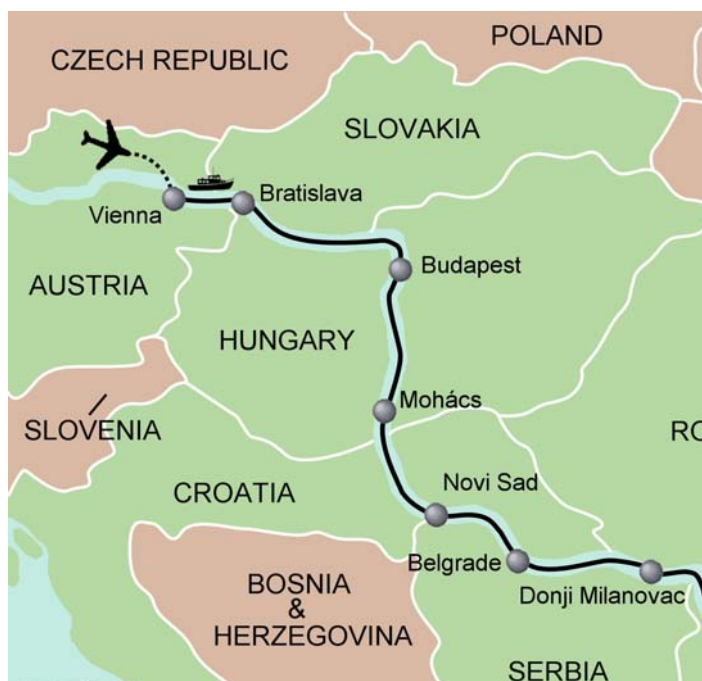 POLAND
CZECH REPUBLIC
SLOVAKIA
Bratislava
Vienna
Budapest
AUSTRIA
HUNGARY
Mohács
SLOVENIA
RO
Novi Sad
CROATIA
Belgrade
Donji Milanovac
BOSNIA
&
HERZEGOVINA
SERBIA